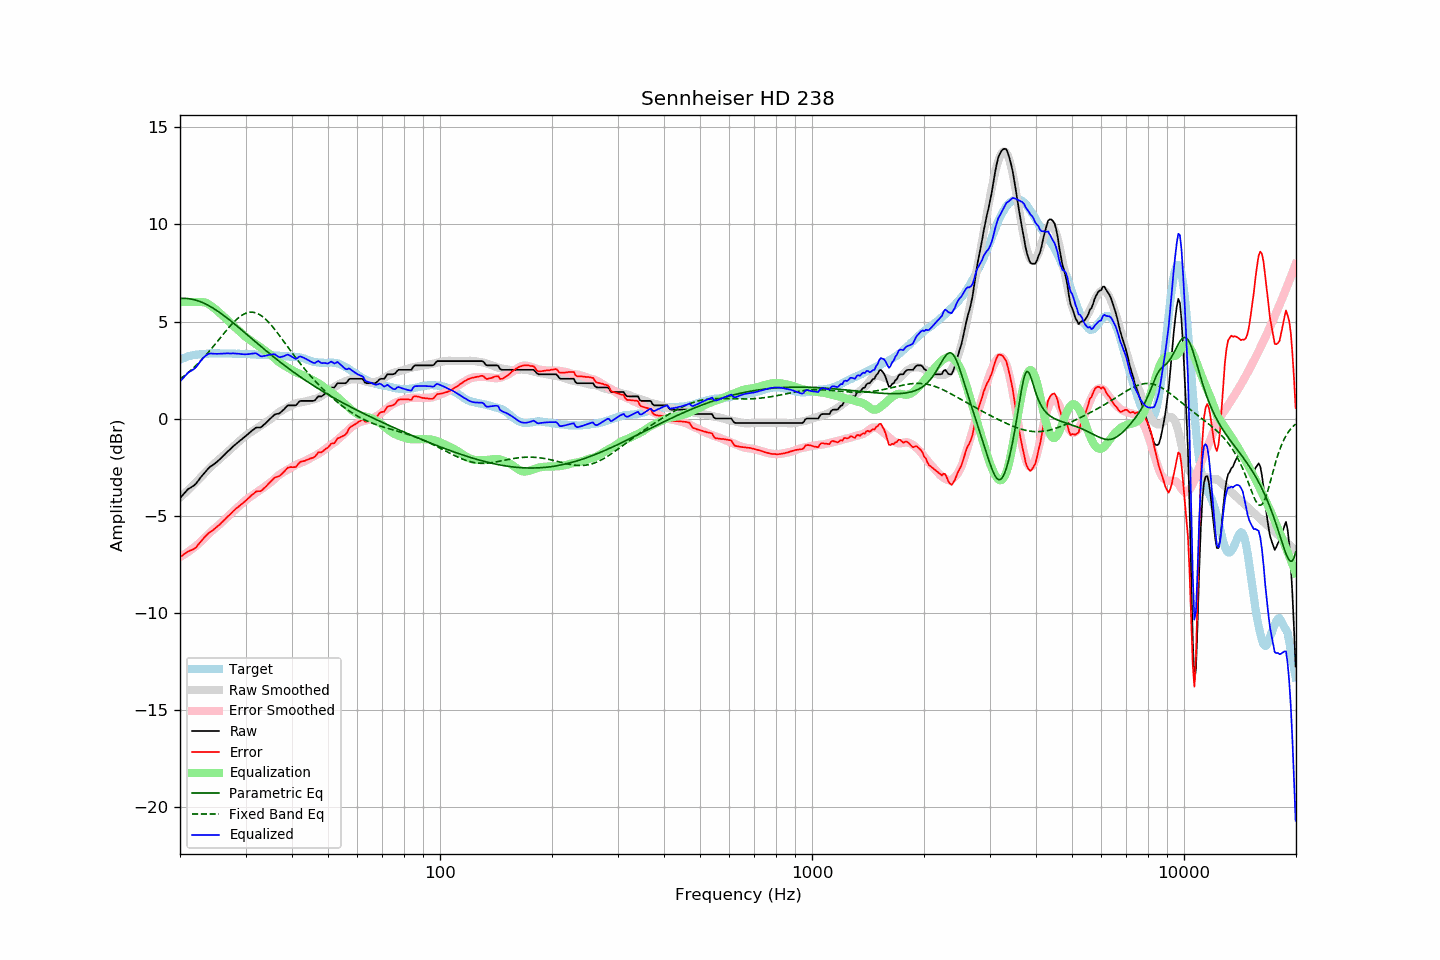 Sennheiser HD 238
15
10
5
0
−5
−10
−15
−20
Amplitude (dBr)
Target
Raw Smoothed
Error Smoothed
Raw
Error
Equalization
Parametric Eq
Fixed Band Eq
Equalized
100
1000
10000
Frequency (Hz)